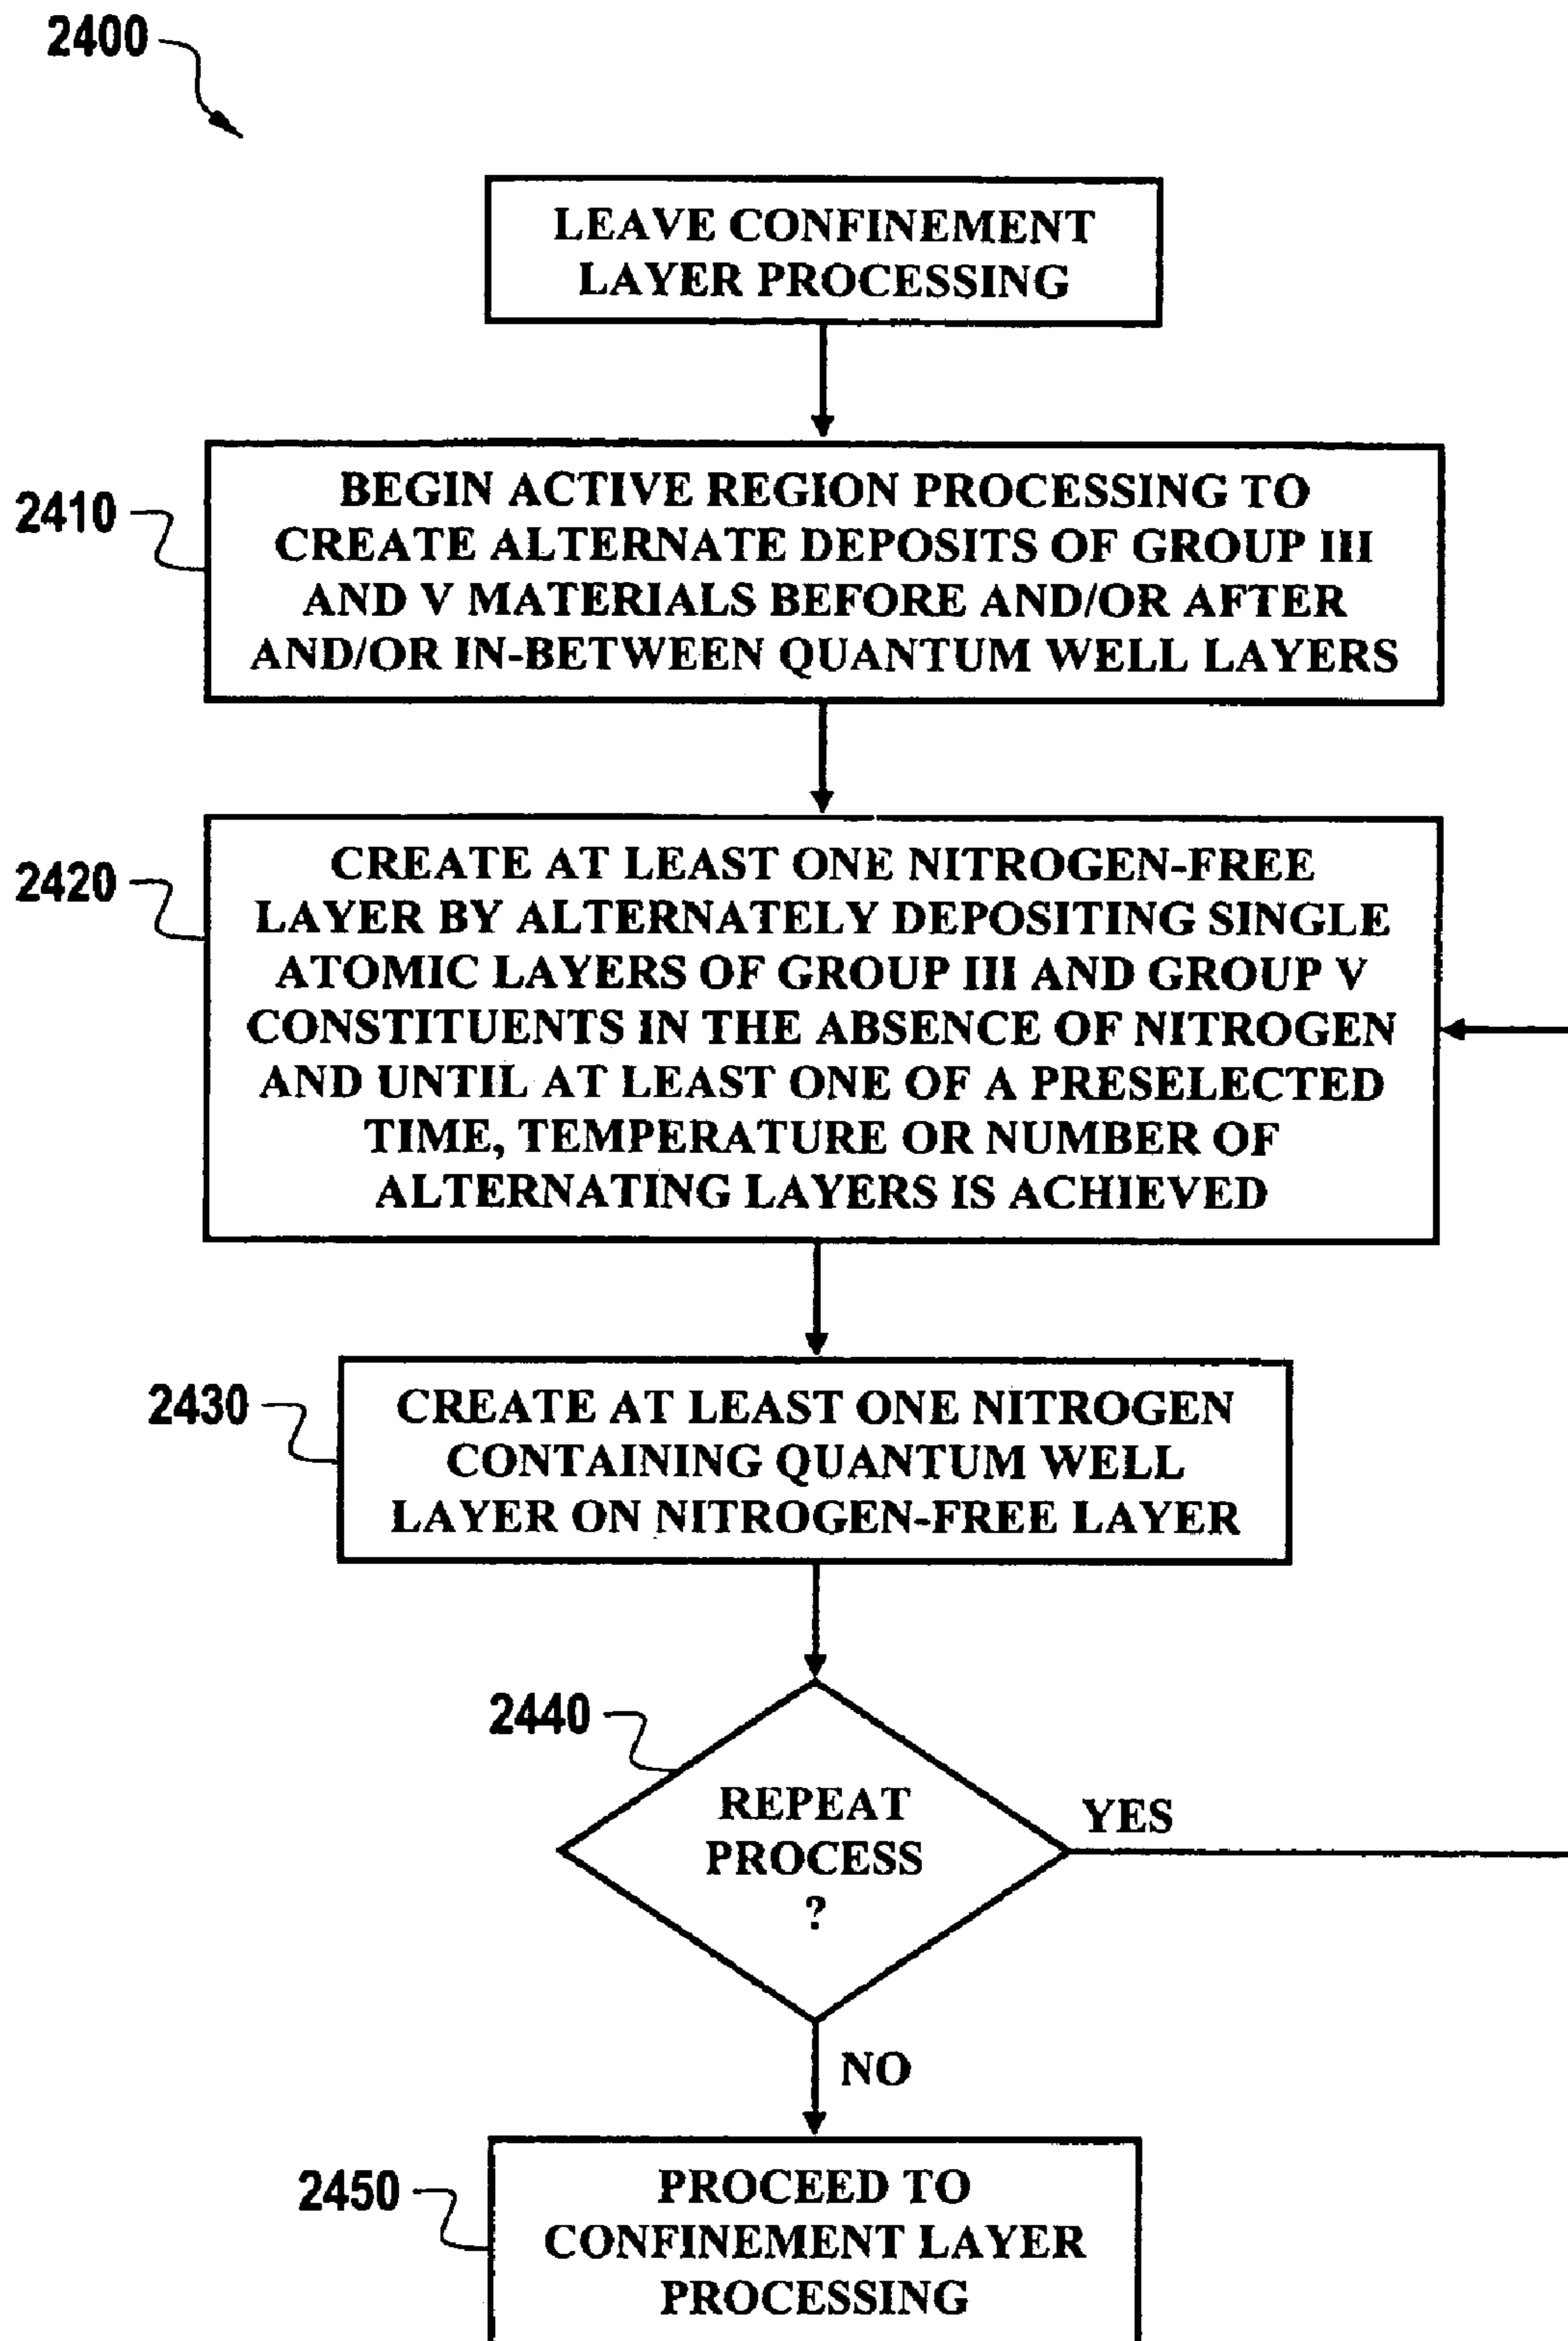 2400
LEAVE CONFINEMENT
LAYER PROCESSING
2410
BEGIN ACTIVE REGION PROCESSING TO
CREATE ALTERNATE DEPOSITS OF GROUP III
AND V MATERIALS BEFORE AND/OR AFTER
AND/OR IN-BETWEEN QUANTUM WELL LAYERS
2420
CREATE AT LEAST ONE NITROGEN-FREE
LAYER BY ALTERNATELY DEPOSITING SINGLE
ATOMIC LAYERS OF GROUP III AND GROUP V
CONSTITUENTS IN THE ABSENCE OF NITROGEN
AND UNTIL AT LEAST ONE OF A PRESELECTED
TIME, TEMPERATURE OR NUMBER OF
ALTERNATING LAYERS IS ACHIEVED
2430
CREATE AT LEAST ONE NITROGEN
CONTAINING QUANTUM WELL
LAYER ON NITROGEN-FREE LAYER
2440
REPEAT
PROCESS
?
YES
NO
2450
PROCEED TO
CONFINEMENT LAYER
PROCESSING